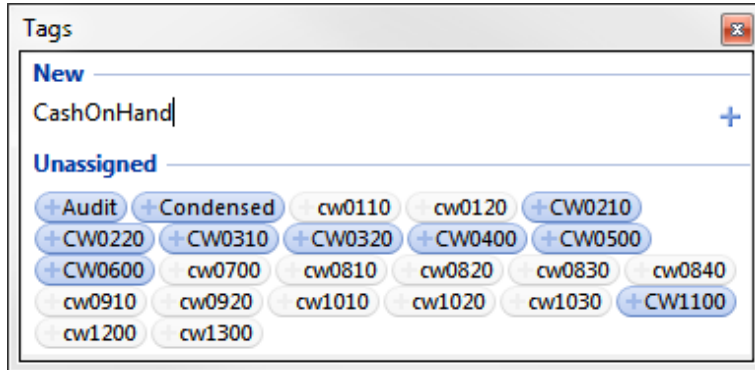 Tags
New
CashOnHand
Unassigned
+Audit +Condensed +cw0110 +cw0120 +CW0210
+CW0220 +CW0310 +CW0320 +CW0400 +CW0500
+CW0600 +cw0700 +cw0810 +cw0820 +cw0830 +cw0840
+cw0910 +cw0920 +cw1010 +cw1020 +cw1030 +CW1100
+cw1200 +cw1300